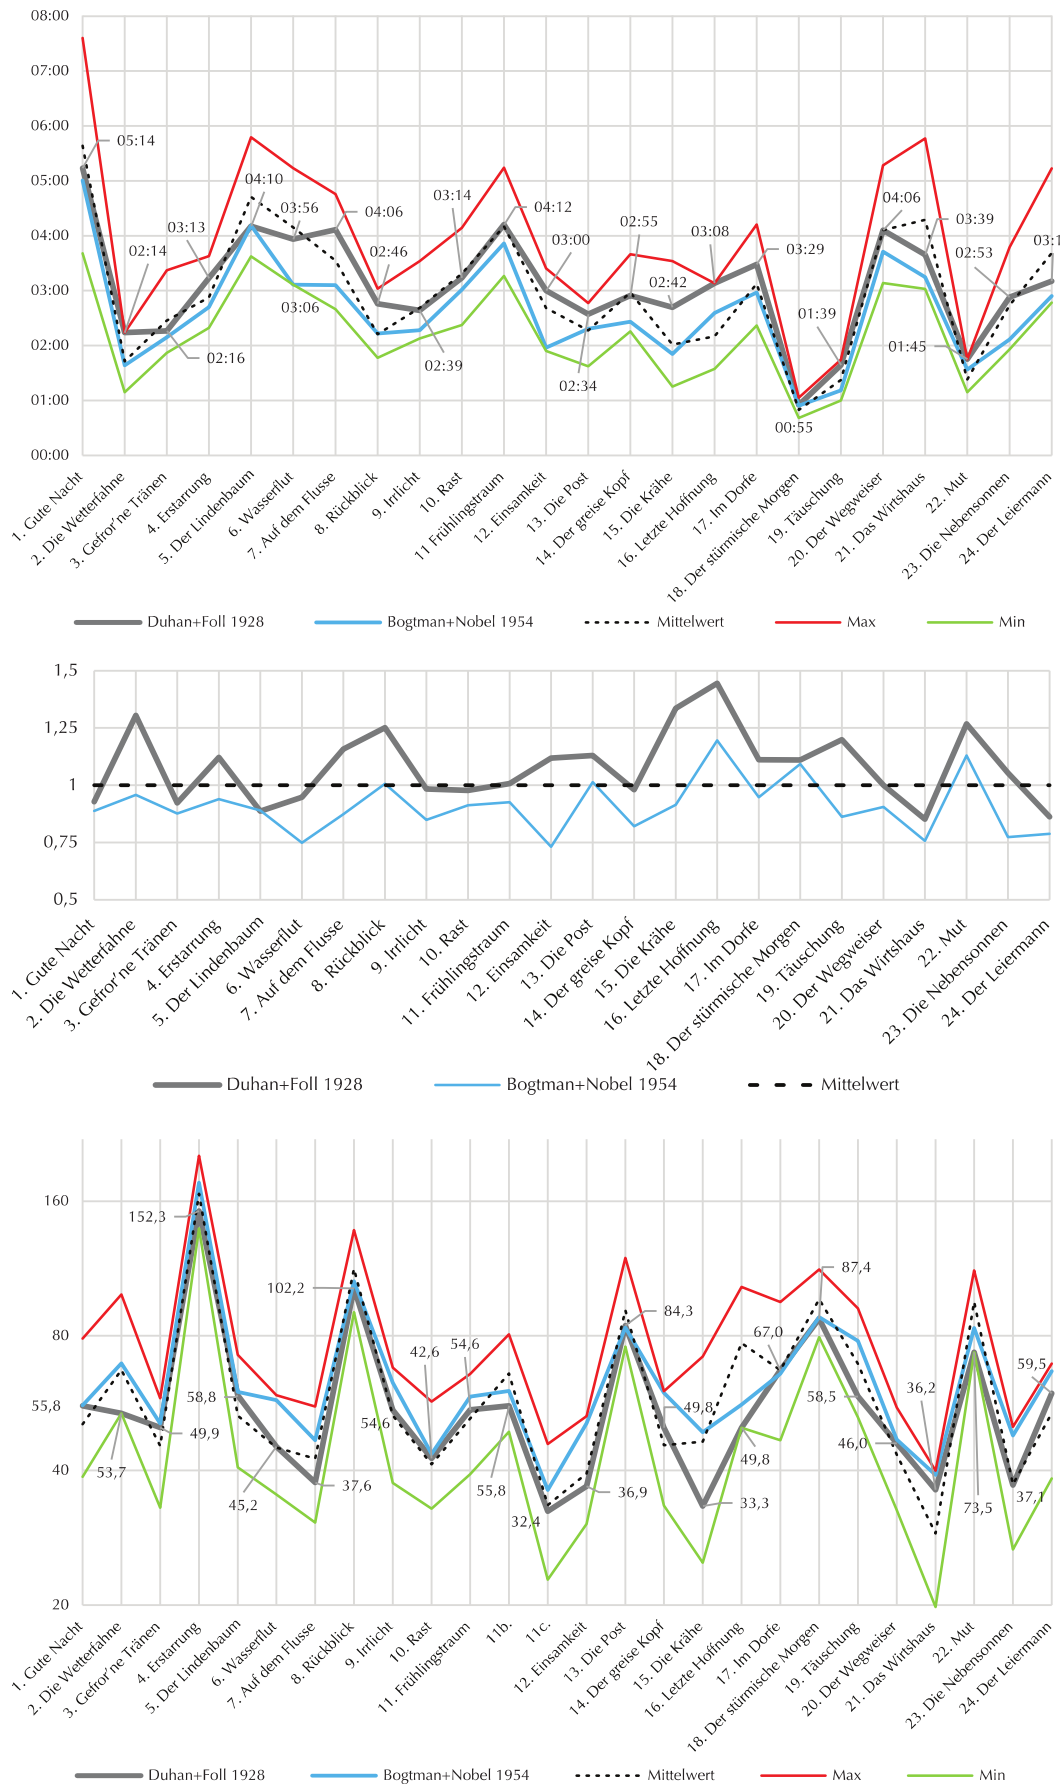 08:00
07:00
06:00
05:00
04:00
03:00
02:00
01:00
00:00
05:14
02:14
02:16
03:13
04:10
03:56
03:06
04:06
02:46
02:39
03:14
04:12
03:00
02:34
02:55
02:42
03:08
03:29
00:55
01:39
04:06
03:39
01:45
02:53
03:1
1. Gute Nacht
2. Die Wetterfahne
3. Gefror'ne Tränen
4. Erstarrung
5. Der Lindenbaum
6. Wasserflut
7. Auf dem Flusse
8. Rückblick
9. Irrlicht
10. Rast
11 Frühlingstraum
12. Einsamkeit
13. Die Post
14. Der greise Kopf
15. Die Krähe
16. Letzte Hoffnung
17. Im Dorfe
18. Der stürmische Morgen
19. Täuschung
20. Der Wegweiser
21. Das Wirtshaus
22. Mut
23. Die Nebensonnen
24. Der Leiermann
Duhan+Foll 1928 Bogtman+Nobel 1954 Mittelwert Max Min
1,5
1,25
1
0,75
0,5
1. Gute Nacht
2. Die Wetterfahne
3. Gefror'ne Tränen
4. Erstarrung
5. Der Lindenbaum
6. Wasserflut
7. Auf dem Flusse
8. Rückblick
9. Irrlicht
10. Rast
11. Frühlingstraum
12. Einsamkeit
13. Die Post
14. Der greise Kopf
15. Die Krähe
16. Letzte Hoffnung
17. Im Dorfe
18. Der stürmische Morgen
19. Täuschung
20. Der Wegweiser
21. Das Wirtshaus
22. Mut
23. Die Nebensonnen
24. Der Leiermann
Duhan+Foll 1928 Bogtman+Nobel 1954 Mittelwert
160
80
40
20
55,8
53,7
49,9
152,3
58,8
45,2
37,6
102,2
54,6
42,6
54,6
55,8
32,4
36,9
84,3
49,8
33,3
49,8
67,0
87,4
58,5
46,0
36,2
73,5
37,1
59,5
1. Gute Nacht
2. Die Wetterfahne
3. Gefror'ne Tränen
4. Erstarrung
5. Der Lindenbaum
6. Wasserflut
7. Auf dem Flusse
8. Rückblick
9. Irrlicht
10. Rast
11. Frühlingstraum
11b.
11c.
12. Einsamkeit
13. Die Post
14. Der greise Kopf
15. Die Krähe
16. Letzte Hoffnung
17. Im Dorfe
18. Der stürmische Morgen
19. Täuschung
20. Der Wegweiser
21. Das Wirtshaus
22. Mut
23. Die Nebensonnen
24. Der Leiermann
Duhan+Foll 1928 Bogtman+Nobel 1954 Mittelwert Max Min